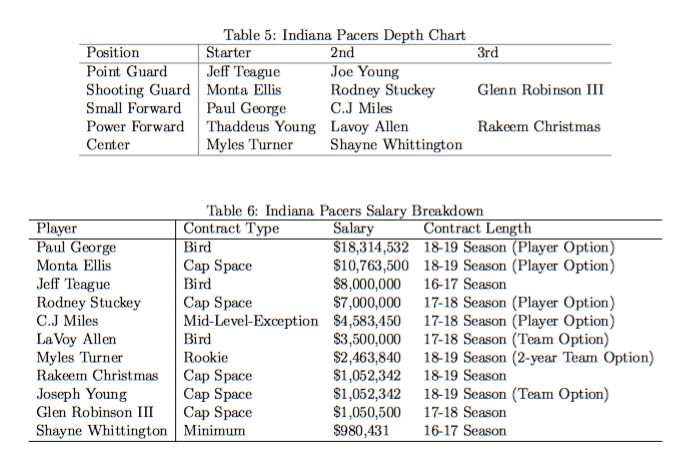 Table 5: Indiana Pacers Depth Chart
Position Starter 2nd 3rd
Point Guard Jeff Teague Joe Young
Shooting Guard Monta Ellis Rodney Stuckey Glenn Robinson III
Small Forward Paul George C.J Miles
Power Forward Thaddeus Young Lavoy Allen Rakeem Christmas
Center Myles Turner Shayne Whittington
Table 6: Indiana Pacers Salary Breakdown
Player Contract Type Salary Contract Length
Paul George Bird $18,314,532 18-19 Season (Player Option)
Monta Ellis Cap Space $10,763,500 18-19 Season (Player Option)
Jeff Teague Bird $8,000,000 16-17 Season
Rodney Stuckey Cap Space $7,000,000 17-18 Season (Player Option)
C.J Miles Mid-Level-Exception $4,583,450 17-18 Season (Player Option)
LaVoy Allen Bird $3,500,000 17-18 Season (Team Option)
Myles Turner Rookie $2,463,840 18-19 Season (2-year Team Option)
Rakeem Christmas Cap Space $1,052,342 18-19 Season
Joseph Young Cap Space $1,052,342 18-19 Season (Team Option)
Glen Robinson III Cap Space $1,050,500 17-18 Season
Shayne Whittington Minimum $980,431 16-17 Season